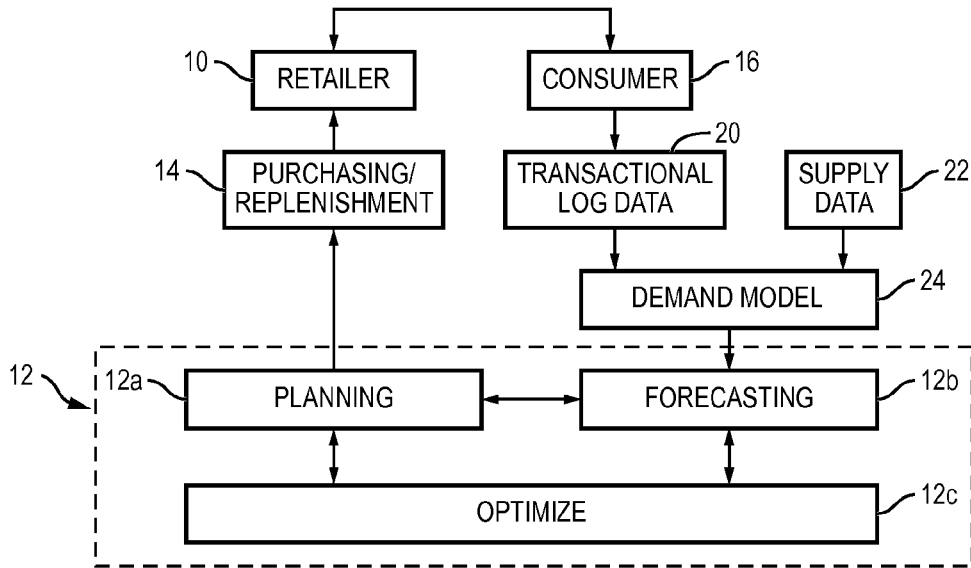 10
RETAILER
CONSUMER
16
14
PURCHASING/
REPLENISHMENT
20
TRANSACTIONAL
LOG DATA
SUPPLY
DATA
22
DEMAND MODEL
24
12
12a
PLANNING
FORECASTING
12b
OPTIMIZE
12c